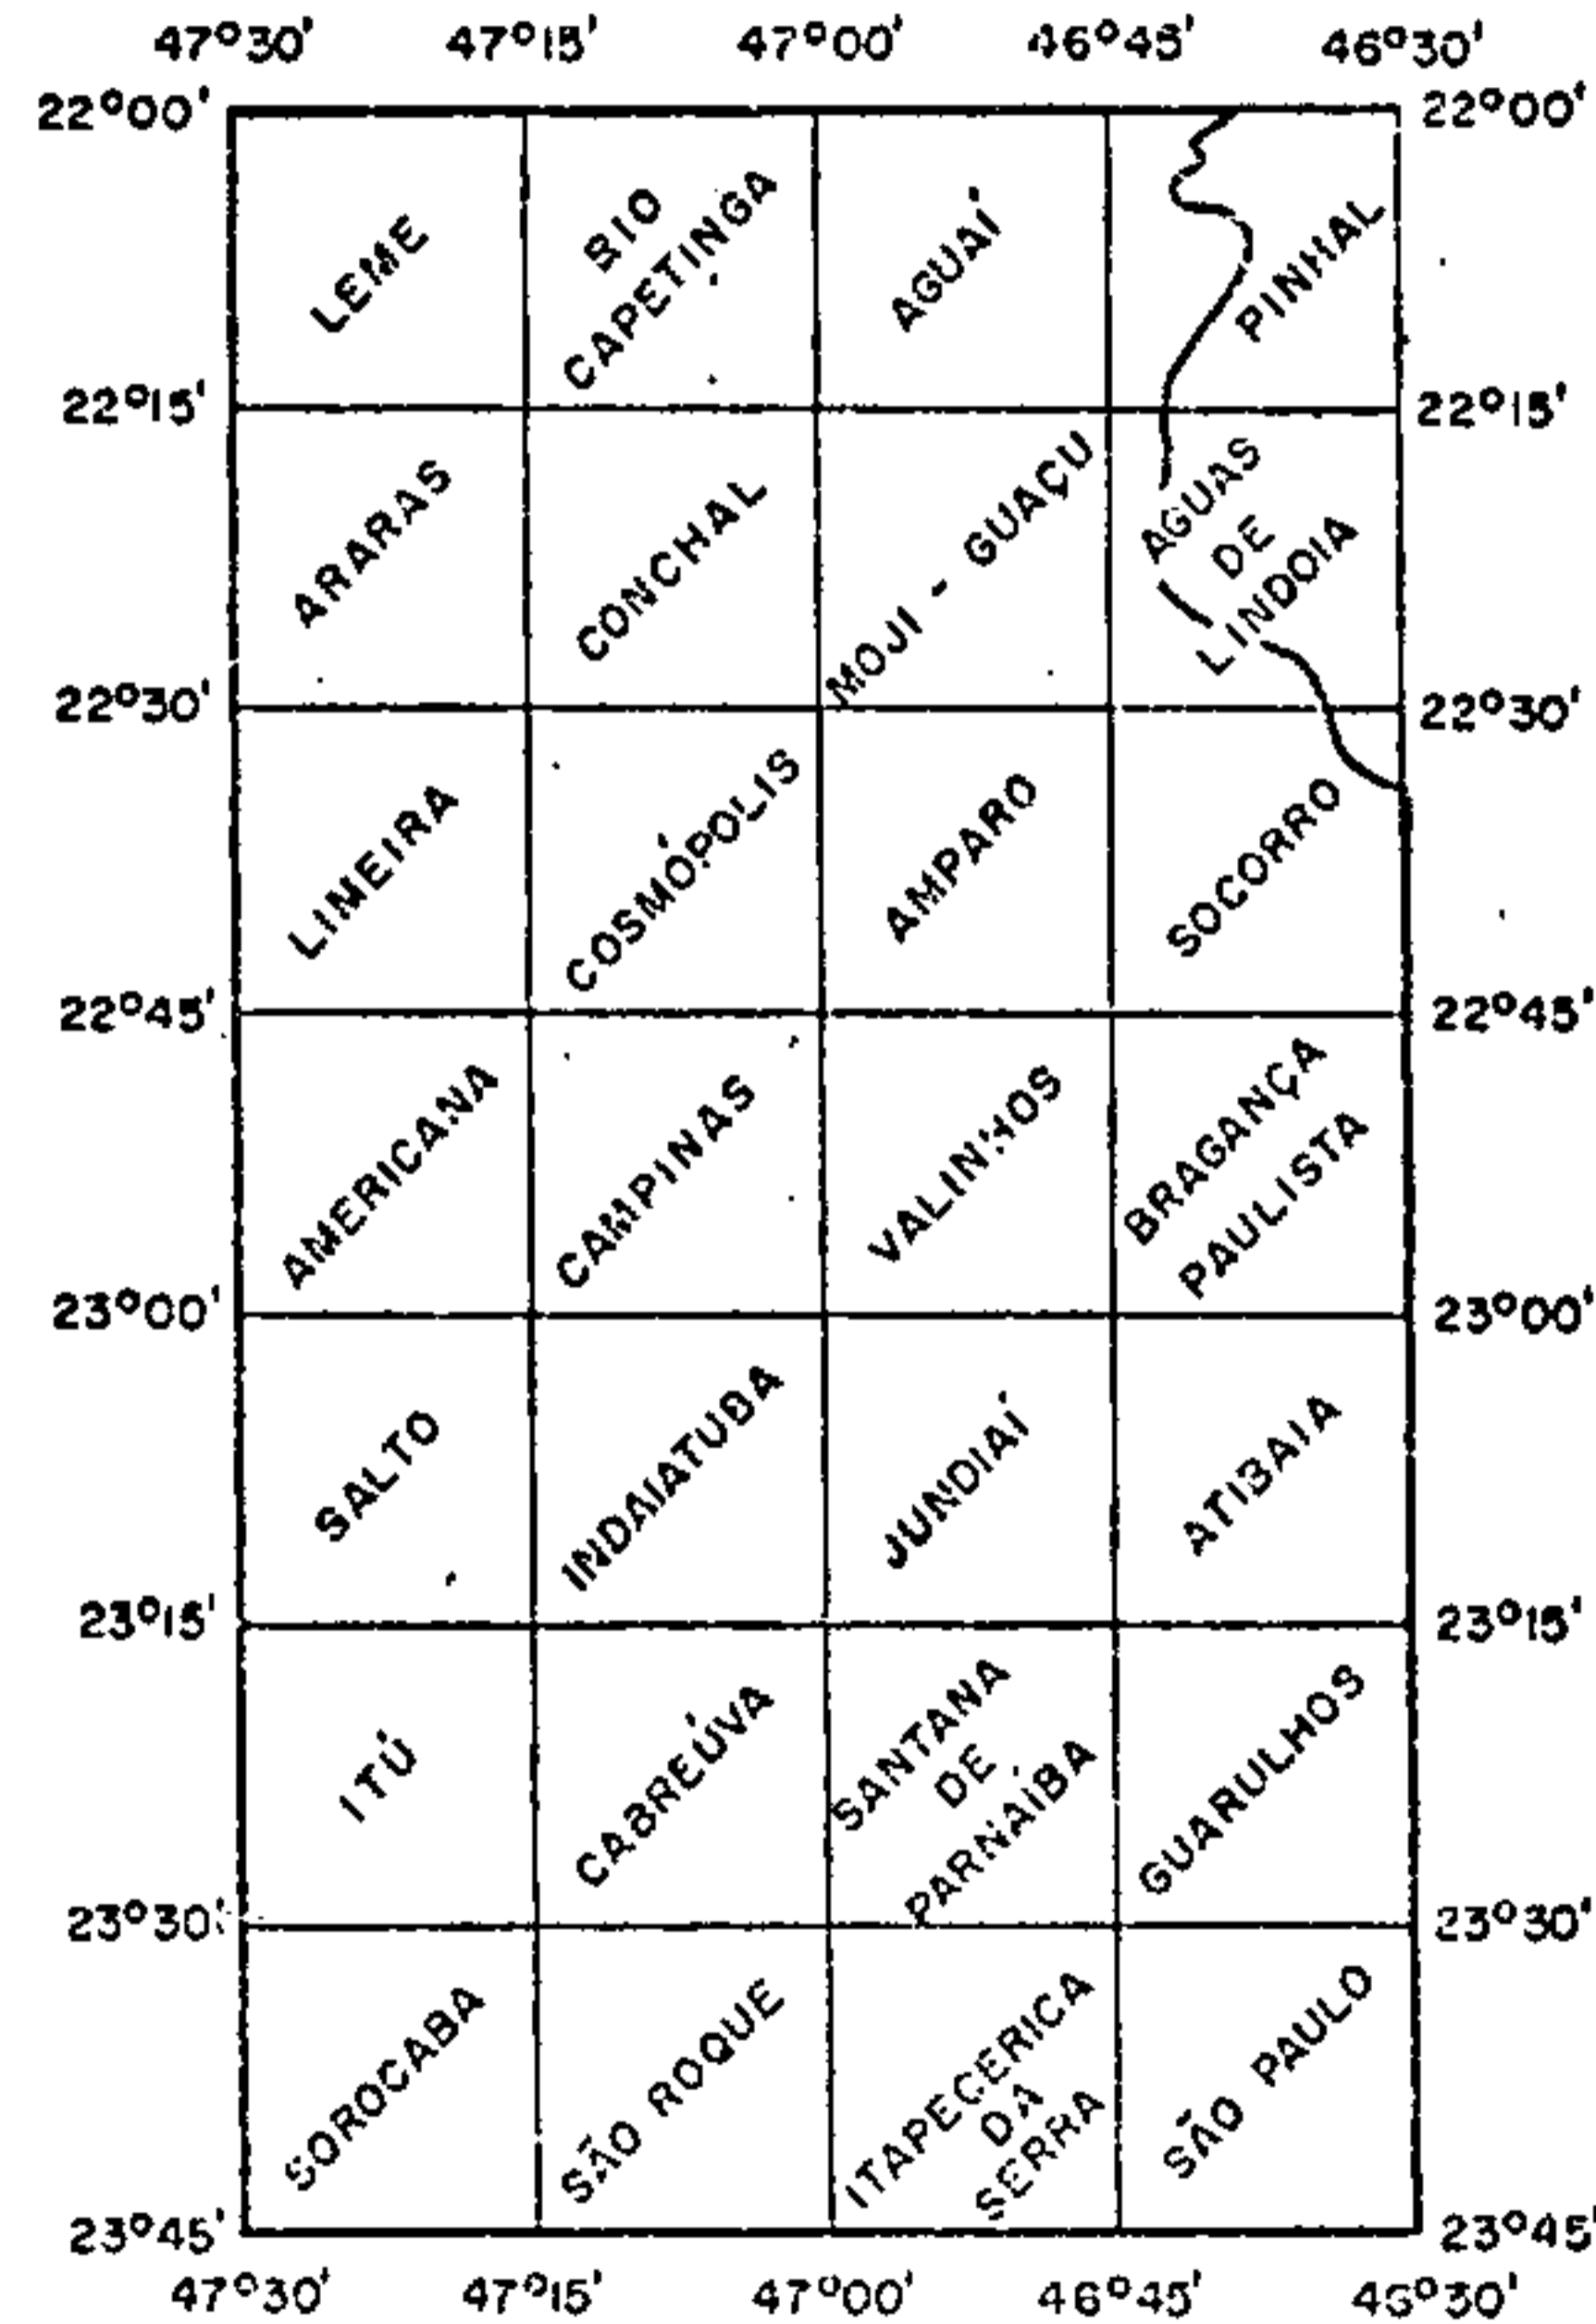 47°30' 47°15' 47°00' 46°45' 46°30'
22°00' 22°00'
LEME
RIO
CAPETINGA
AGUAÍ
PINHAL
22°15' 22°15'
ARARAS
CONCHAL
MOJI - GUAÇU
AGUAS
DE
LINDOIA
22°30' 22°30'
LIMEIRA
COSMÓPOLIS
AMPARO
SOCORRO
22°45' 22°45'
AMERICANA
CAMPINAS
VALINHOS
BRAGANÇA
PAULISTA
23°00' 23°00'
SALTO
INDAIATUBA
JUNDIAÍ
ATIBAIA
23°15' 23°15'
ITÚ
CABREÚVA
SANTANA
DE
PARNAIBA
GUARULHOS
23°30' 23°30'
SOROCABA
SÃO ROQUE
ITAPECERICA
DA
SERRA
SÃO PAULO
23°45' 23°45'
47°30' 47°15' 47°00' 46°45' 46°30'